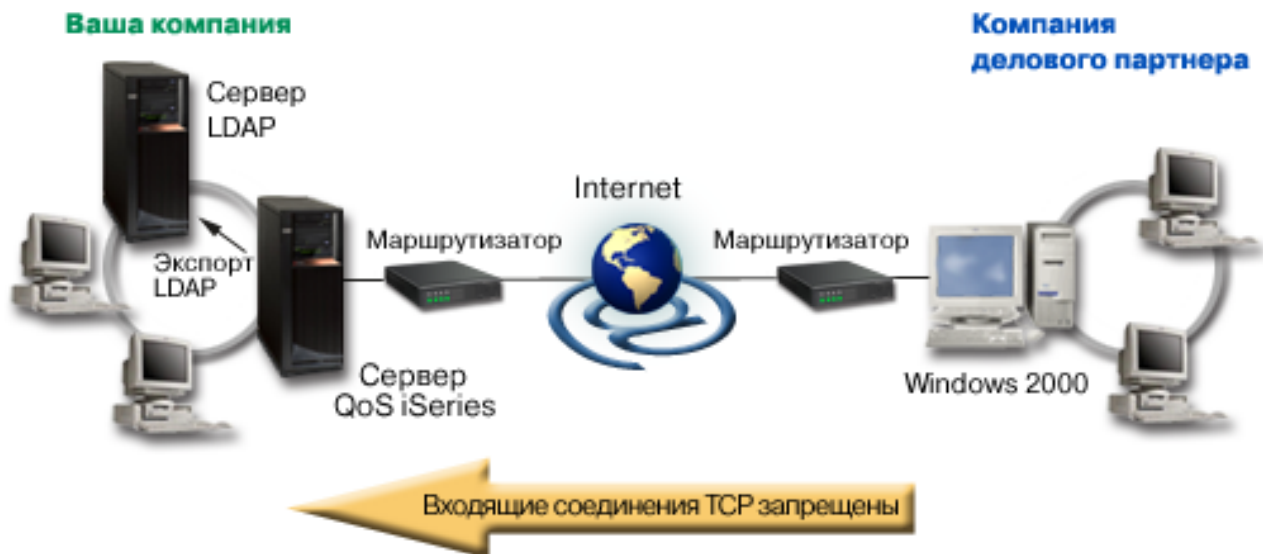 Ваша компания
Компания
делового партнера
Сервер
LDAP
Internet
Маршрутизатор
Маршрутизатор
Экспорт
LDAP
Сервер
QoS iSeries
Windows 2000
Входящие соединения TCP запрещены